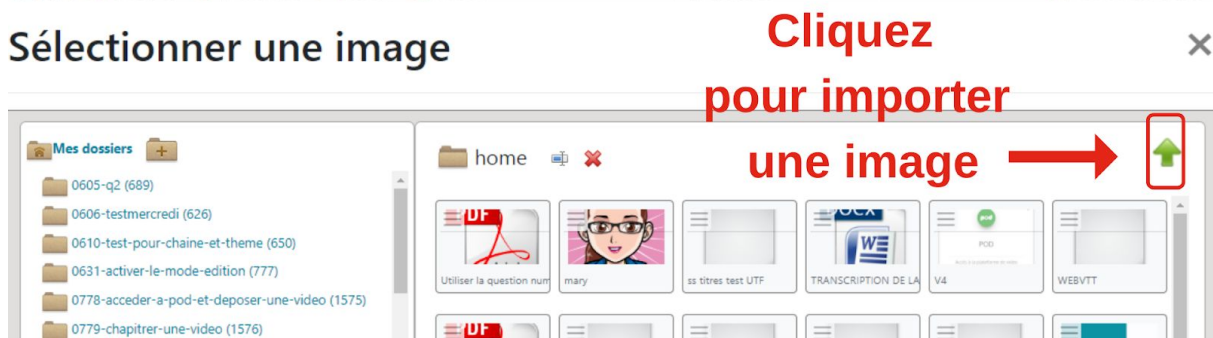 Sélectionner une image
Cliquez
pour importer
une image
Mes dossiers
0605-q2 (689)
0606-testmercredi (626)
0610-test-pour-chaine-et-theme (650)
0631-activer-le-mode-edition (777)
0778-acceder-a-pod-et-deposer-une-video (1575)
0779-chapitrer-une-video (1576)
home
Utiliser la question num
mary
ss titres test UTF
DOCX
W
TRANSCRIPTION DE LA
pod
POD
V4
WEBVTT